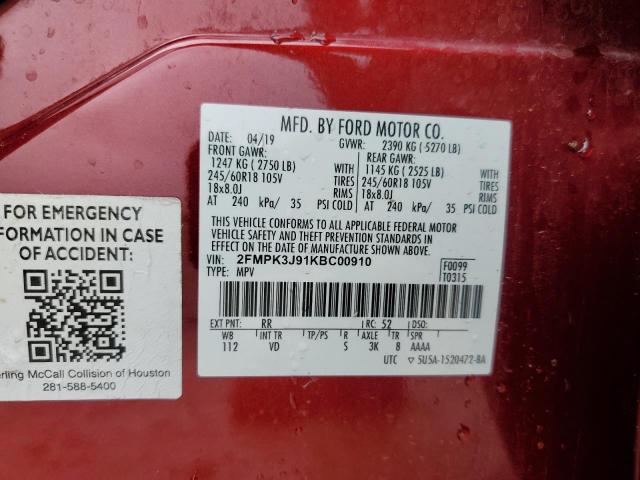 MFD. BY FORD MOTOR CO.
DATE: 04/19 GVWR: 2390 KG ( 5270 LB)
FRONT GAWR: REAR GAWR:
1247 KG ( 2750 LB) WITH 1145 KG ( 2525 LB) WITH
245/60R18 105V TIRES 245/60R18 105V TIRES
18x8.0J RIMS 18x8.0J RIMS
AT 240 kPa/ 35 PSI COLD AT 240 kPa/ 35 PSI COLD
THIS VEHICLE CONFORMS TO ALL APPLICABLE FEDERAL MOTOR
VEHICLE SAFETY AND THEFT PREVENTION STANDARDS IN
EFFECT ON THE DATE OF MANUFACTURE SHOWN ABOVE.
VIN: 2FMPK3J91KBC00910
TYPE: MPV
F0099
T0315
EXT PNT: RR RC: 52 DSO:
WB INT TR TP/PS R AXLE TR SPR
112 VD S 3K 8 AAAA
UTC ▽ 5U5A-1520472-BA
FOR EMERGENCY
FORMATION IN CASE
OF ACCIDENT:
erling McCall Collision of Houston
281-588-5400